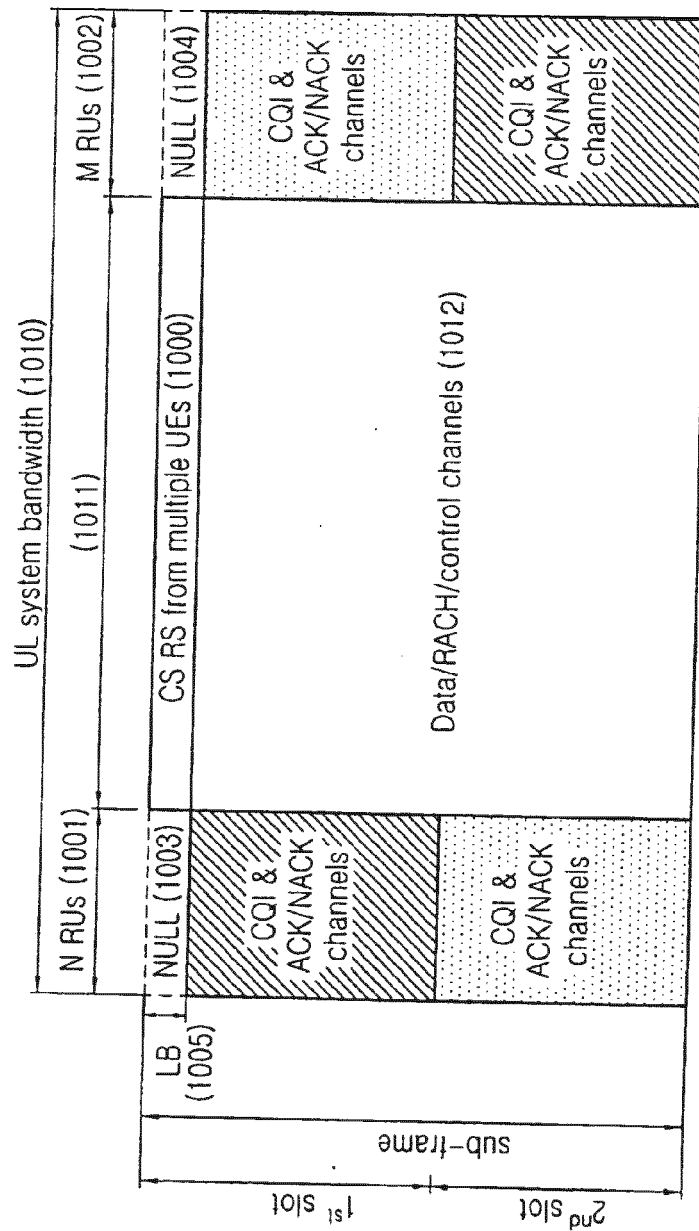 UL system bandwidth (1010)
N RUs (1001)
(1011)
M RUs (1002)
LB
(1005)
NULL (1003)
CS RS from multiple UEs (1000)
NULL (1004)
CQI &
ACK/NACK
channels
CQI &
ACK/NACK
channels
Data/RACH/control channels (1012)
CQI &
ACK/NACK
channels
CQI &
ACK/NACK
channels
sub-frame
1st slot
2nd slot